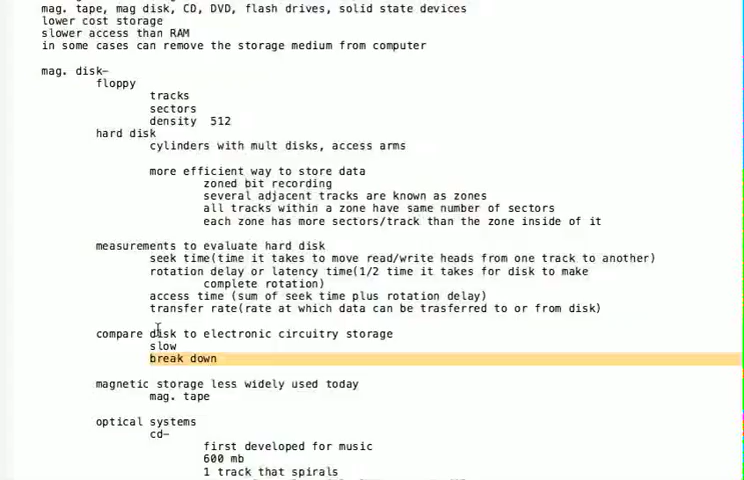 mag. tape, mag disk, CD, DVD, flash drives, solid state devices
lower cost storage
slower access than RAM
in some cases can remove the storage medium from computer
mag. disk-
floppy
tracks
sectors
density 512
hard disk
cylinders with mult disks, access arms
more efficient way to store data
zoned bit recording
several adjacent tracks are known as zones
all tracks within a zone have same number of sectors
each zone has more sectors/track than the zone inside of it
measurements to evaluate hard disk
seek time(time it takes to move read/write heads from one track to another)
rotation delay or latency time(1/2 time it takes for disk to make
complete rotation)
access time (sum of seek time plus rotation delay)
transfer rate(rate at which data can be trasferred to or from disk)
compare disk to electronic circuitry storage
slow
break down
magnetic storage less widely used today
mag. tape
optical systems
cd-
first developed for music
600 mb
1 track that spirals